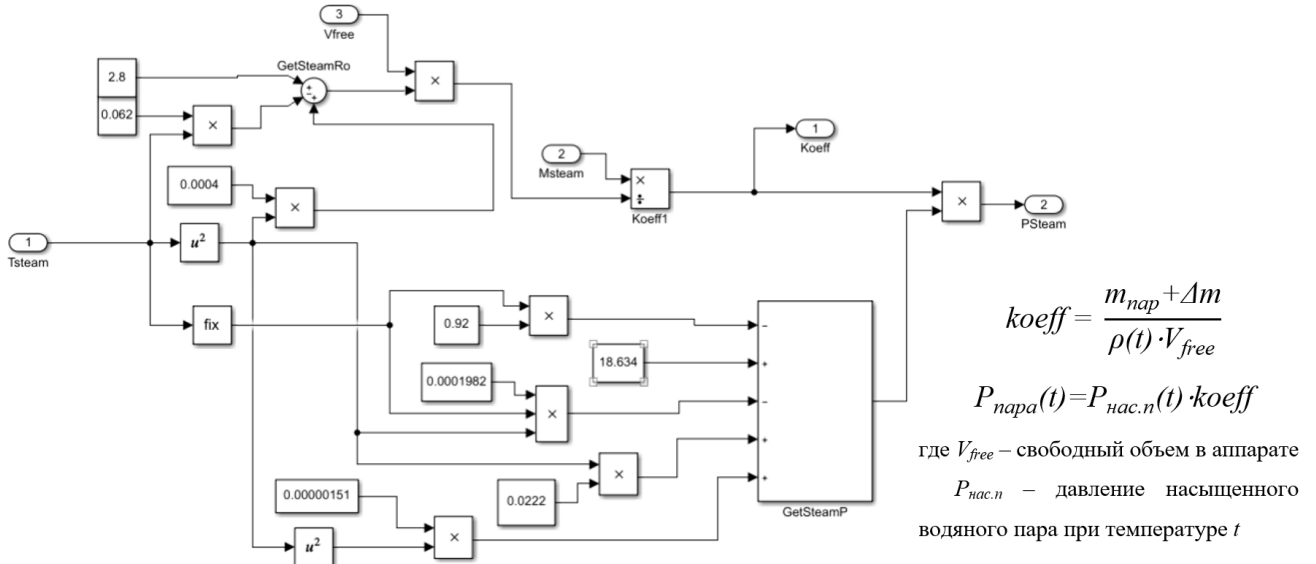 3
Vfree
GetSteamRo
2.8
0.062
×
×
+
−
+
2
Msteam
×
÷
Koeff1
1
Koeff
×
2
PSteam
0.0004
×
1
Tsteam
u²
fix
0.92
×
18.634
0.0001982
×
0.0222
×
0.00000151
u²
×
−
+
−
+
+
GetSteamP
koeff = (mпар+Δm)/(ρ(t)·Vfree)
Pпара(t)=Pнас.п(t)·koeff
где Vfree – свободный объем в аппарате
Pнас.п – давление насыщенного
водяного пара при температуре t